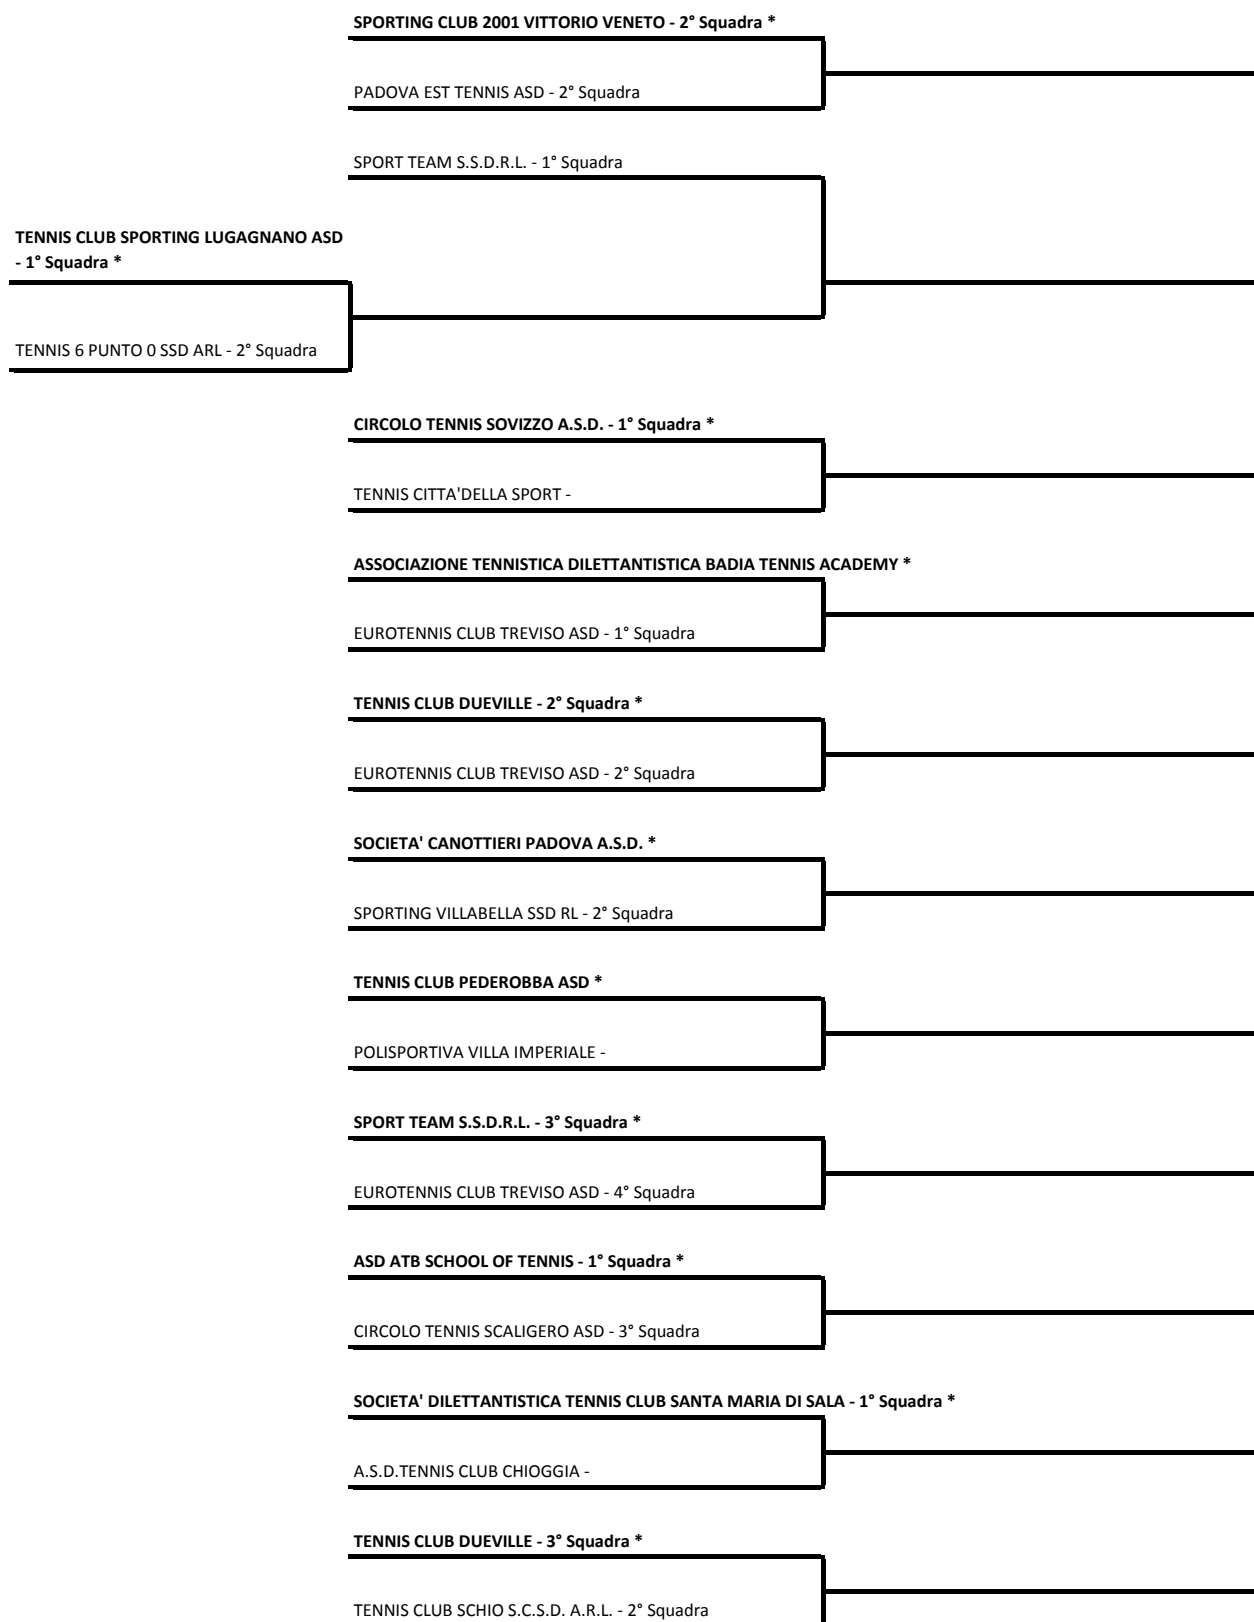 SPORTING CLUB 2001 VITTORIO VENETO - 2° Squadra *
PADOVA EST TENNIS ASD - 2° Squadra
SPORT TEAM S.S.D.R.L. - 1° Squadra
TENNIS CLUB SPORTING LUGAGNANO ASD
- 1° Squadra *
TENNIS 6 PUNTO 0 SSD ARL - 2° Squadra
CIRCOLO TENNIS SOVIZZO A.S.D. - 1° Squadra *
TENNIS CITTA'DELLA SPORT -
ASSOCIAZIONE TENNISTICA DILETTANTISTICA BADIA TENNIS ACADEMY *
EUROTENNIS CLUB TREVISO ASD - 1° Squadra
TENNIS CLUB DUEVILLE - 2° Squadra *
EUROTENNIS CLUB TREVISO ASD - 2° Squadra
SOCIETA' CANOTTIERI PADOVA A.S.D. *
SPORTING VILLABELLA SSD RL - 2° Squadra
TENNIS CLUB PEDEROBBA ASD *
POLISPORTIVA VILLA IMPERIALE -
SPORT TEAM S.S.D.R.L. - 3° Squadra *
EUROTENNIS CLUB TREVISO ASD - 4° Squadra
ASD ATB SCHOOL OF TENNIS - 1° Squadra *
CIRCOLO TENNIS SCALIGERO ASD - 3° Squadra
SOCIETA' DILETTANTISTICA TENNIS CLUB SANTA MARIA DI SALA - 1° Squadra *
A.S.D.TENNIS CLUB CHIOGGIA -
TENNIS CLUB DUEVILLE - 3° Squadra *
TENNIS CLUB SCHIO S.C.S.D. A.R.L. - 2° Squadra